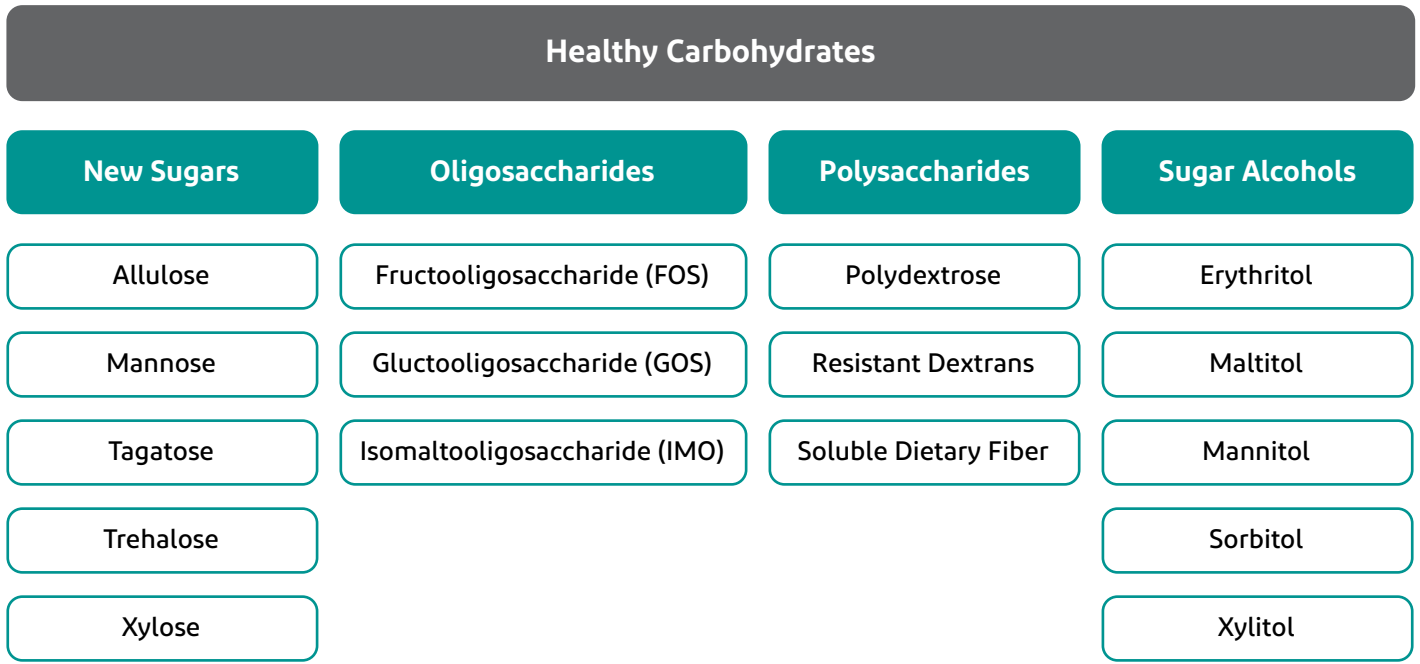 Healthy Carbohydrates
New Sugars
Allulose
Mannose
Tagatose
Trehalose
Xylose
Oligosaccharides
Fructooligosaccharide (FOS)
Gluctooligosaccharide (GOS)
Isomaltooligosaccharide (IMO)
Polysaccharides
Polydextrose
Resistant Dextrans
Soluble Dietary Fiber
Sugar Alcohols
Erythritol
Maltitol
Mannitol
Sorbitol
Xylitol